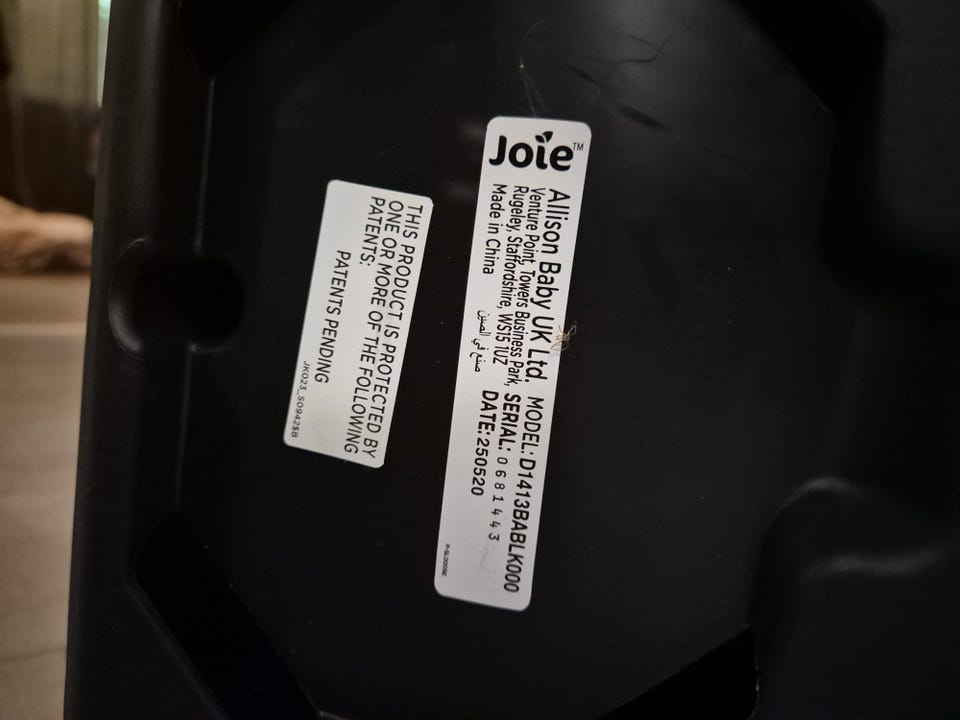 Joie™
Allison Baby UK Ltd. MODEL: D1413BABLK000
Venture Point, Towers Business Park, SERIAL: 0681443
Rugeley, Staffordshire, WS15 1UZ DATE: 250520
Made in China صنع في الصين
THIS PRODUCT IS PROTECTED BY
ONE OR MORE OF THE FOLLOWING
PATENTS:
PATENTS PENDING